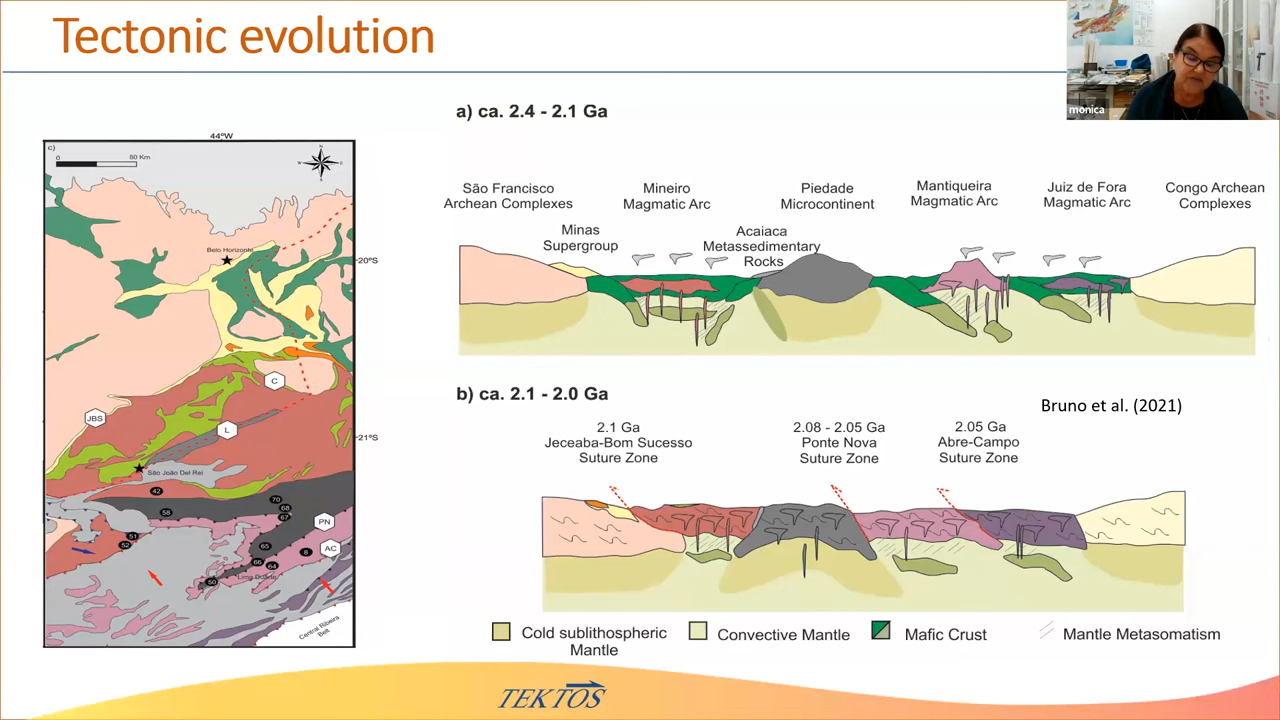 Tectonic evolution
monica
a) ca. 2.4 - 2.1 Ga
44ºW
c)
0 80 Km
N
W E
S
São Francisco
Archean Complexes
Mineiro
Magmatic Arc
Piedade
Microcontinent
Mantiqueira
Magmatic Arc
Juiz de Fora
Magmatic Arc
Congo Archean
Complexes
Minas
Supergroup
Acaiaca
Metassedimentary
Rocks
Belo Horizonte
20ºS
C
JBS
L
21ºS
São João Del Rei
42
70
68
67
58
PN
51
52
65
8
AC
66
64
Lima Duarte
50
Central Ribeira
Belt
b) ca. 2.1 - 2.0 Ga
Bruno et al. (2021)
2.1 Ga
Jeceaba-Bom Sucesso
Suture Zone
2.08 - 2.05 Ga
Ponte Nova
Suture Zone
2.05 Ga
Abre-Campo
Suture Zone
Cold sublithospheric
Mantle
Convective Mantle
Mafic Crust
Mantle Metasomatism
TEKTOS